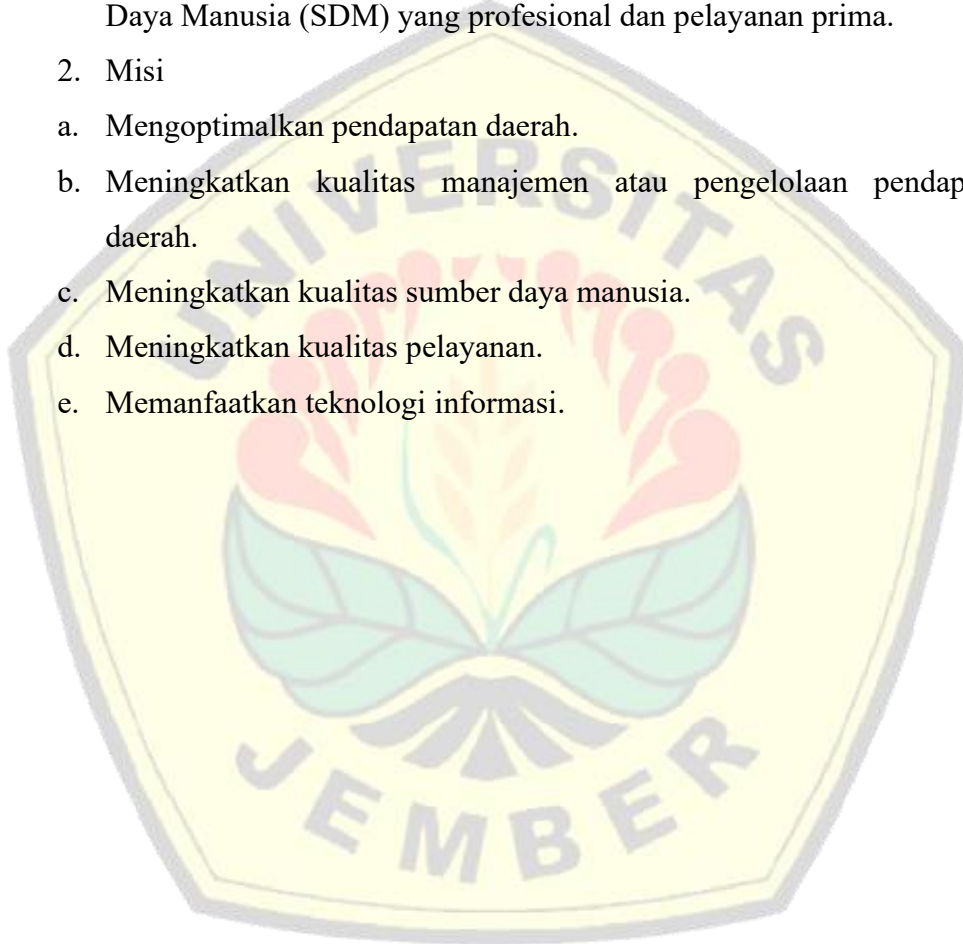 Daya Manusia (SDM) yang profesional dan pelayanan prima.
2. Misi
a. Mengoptimalkan pendapatan daerah.
b. Meningkatkan kualitas manajemen atau pengelolaan pendap
daerah.
c. Meningkatkan kualitas sumber daya manusia.
d. Meningkatkan kualitas pelayanan.
e. Memanfaatkan teknologi informasi.
UNIVERSITAS
JEMBER